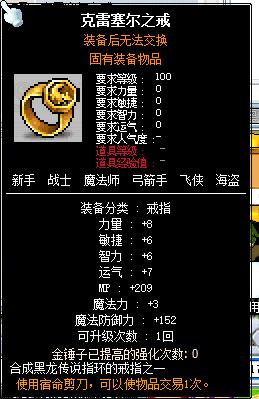 克雷塞尔之戒
装备后无法交换
固有装备物品
要求等级 : 100
要求力量 : 0
要求敏捷 : 0
要求智力 : 0
要求运气 : 0
要求人气度 : -
道具等级 : -
道具经验值 : -
新手 战士 魔法师 弓箭手 飞侠 海盗
装备分类 : 戒指
力量 : +8
敏捷 : +6
智力 : +6
运气 : +7
MP : +209
魔法力 : +3
魔法防御力 : +152
可升级次数 : 1回
金锤子已提高的强化次数: 0
合成黑龙传说指环的戒指之一
使用宿命剪刀，可以使物品交易1次。